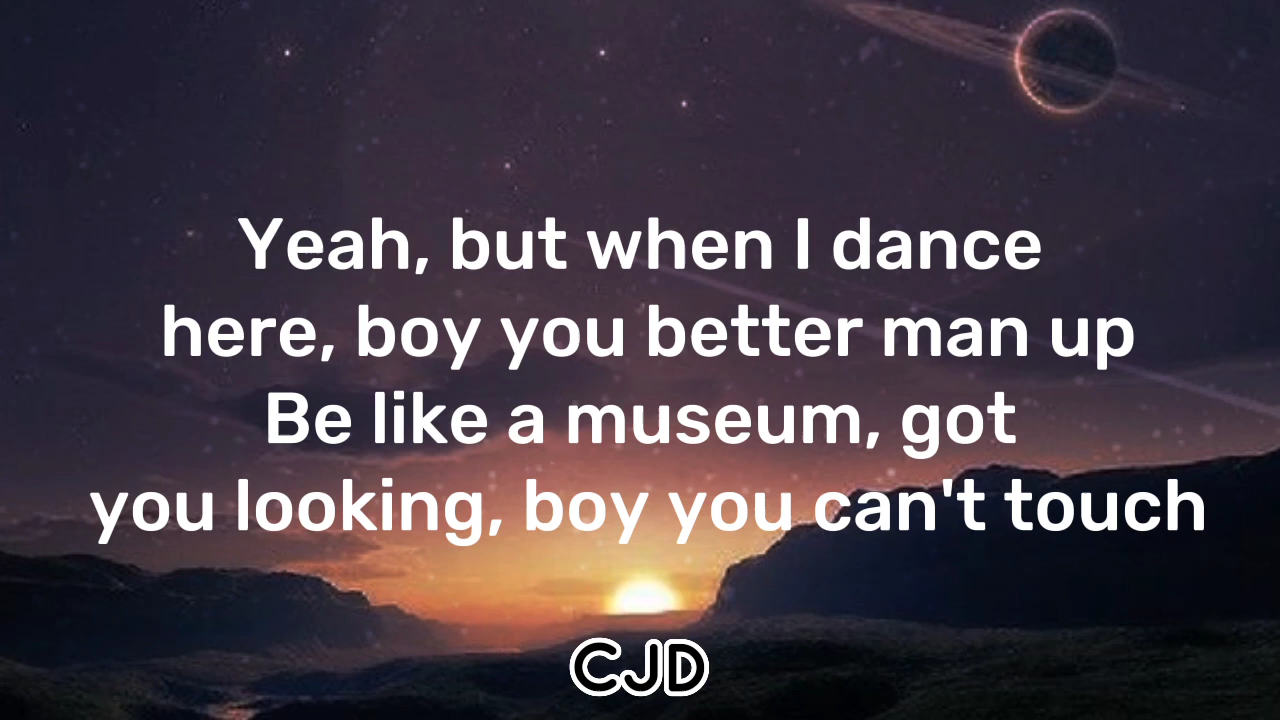 Yeah, but when I dance
here, boy you better man up
Be like a museum, got
you looking, boy you can't touch
CJD